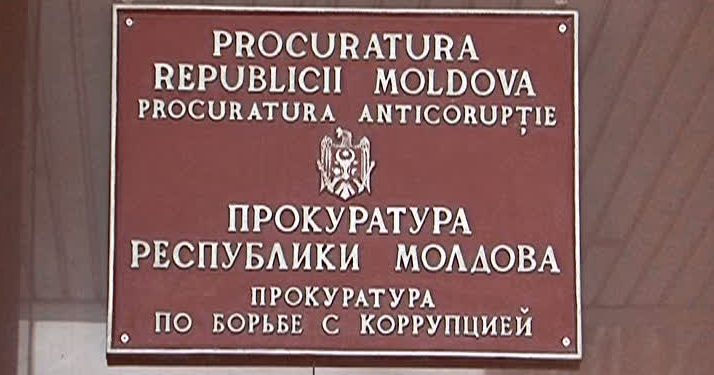 PROCURATURA
REPUBLICII MOLDOVA
PROCURATURA ANTICORUPȚIE
ПРОКУРАТУРА
РЕСПУБЛИКИ МОЛДОВА
ПРОКУРАТУРА
ПО БОРЬБЕ С КОРРУПЦИЕЙ